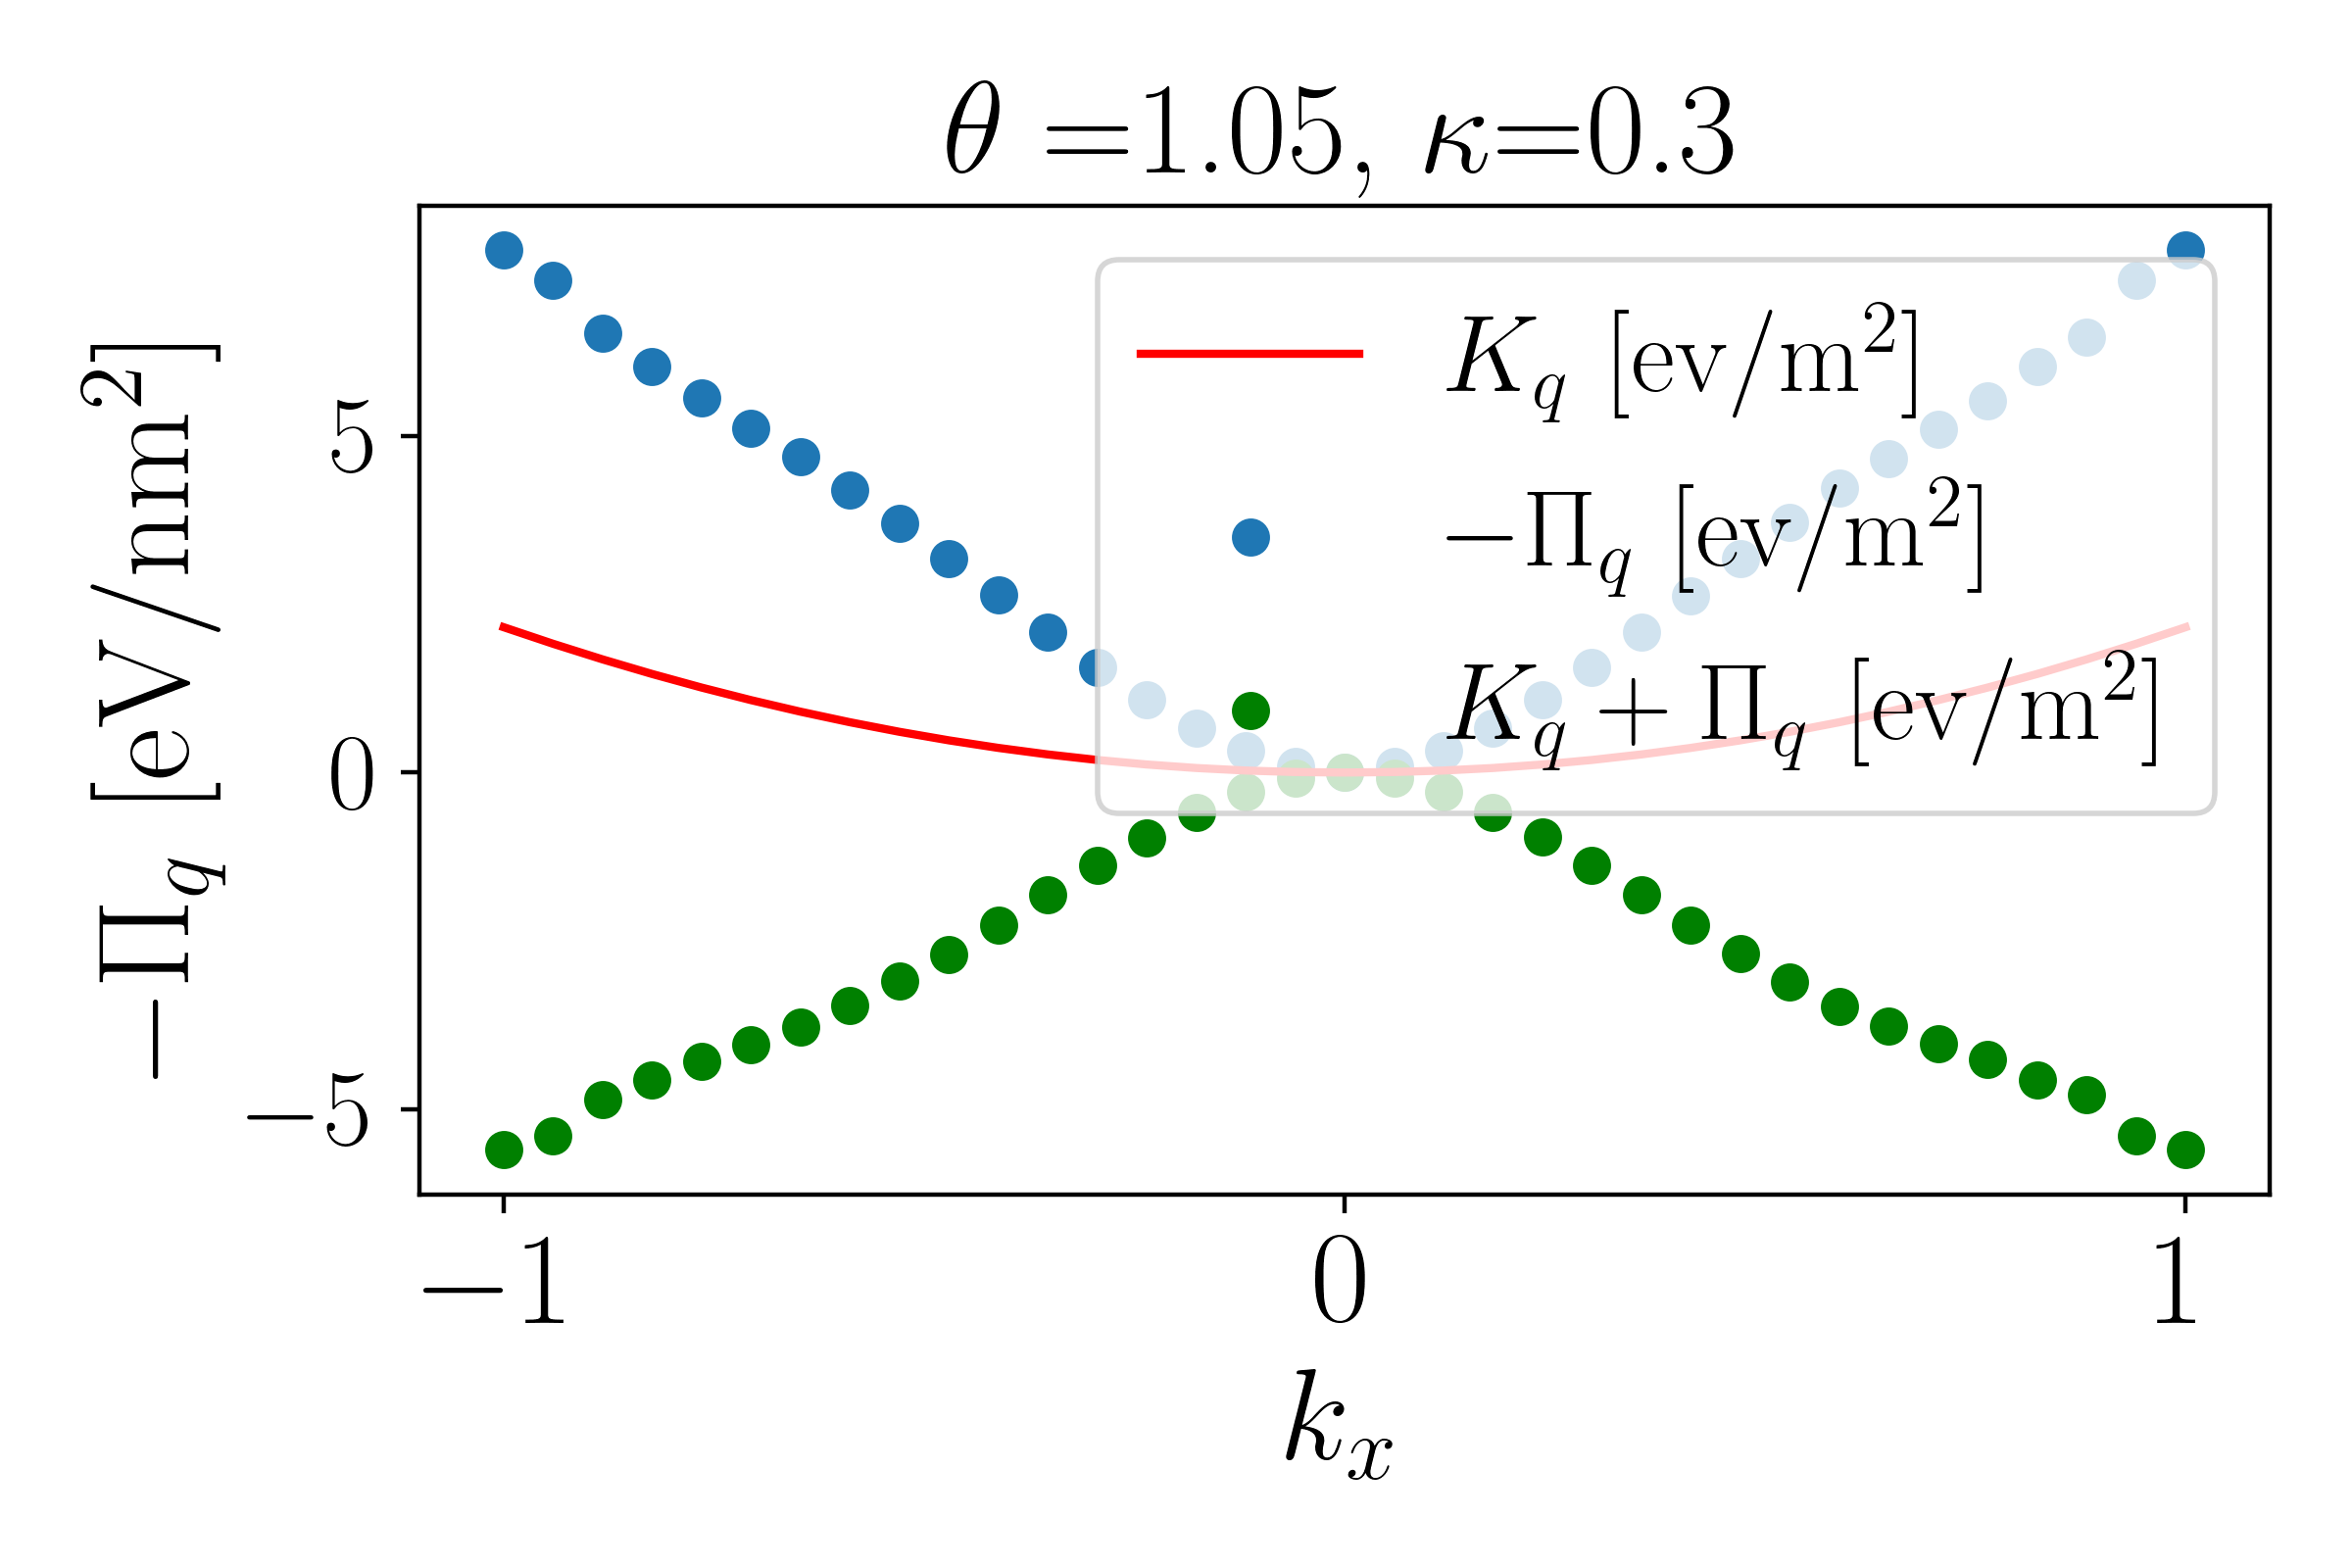 θ =1.05, κ=0.3
−Π_q [eV/nm²]
5
0
−5
K_q [ev/m²]
−Π_q [ev/m²]
K_q + Π_q [ev/m²]
−1 0 1
k_x